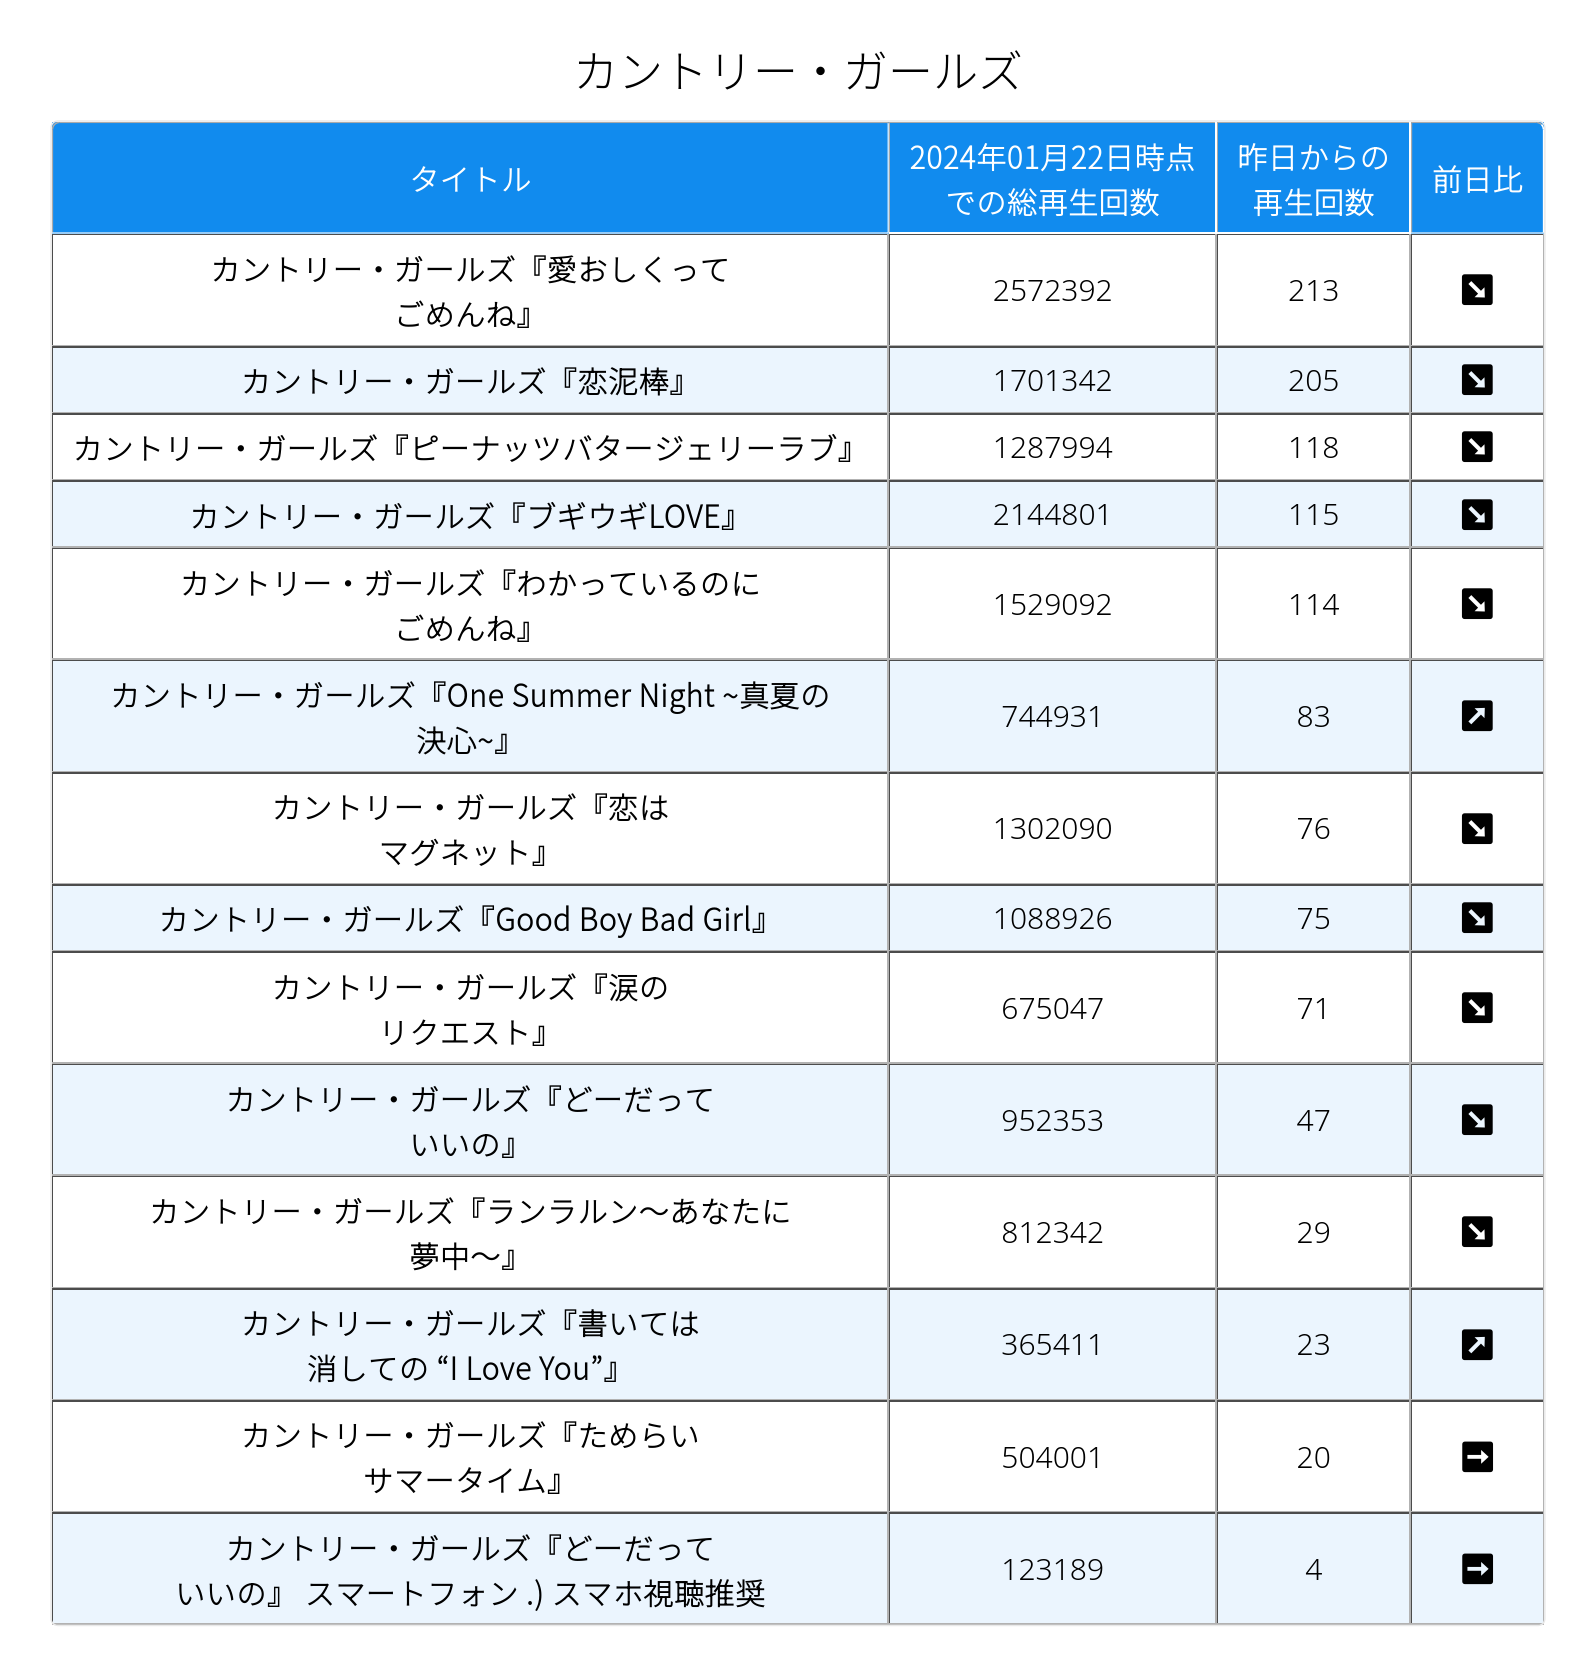 カントリー・ガールズ
タイトル
2024年01月22日時点
での総再生回数
昨日からの
再生回数
前日比
カントリー・ガールズ『愛おしくって
ごめんね』
2572392
213
カントリー・ガールズ『恋泥棒』
1701342
205
カントリー・ガールズ『ピーナッツバタージェリーラブ』
1287994
118
カントリー・ガールズ『ブギウギLOVE』
2144801
115
カントリー・ガールズ『わかっているのに
ごめんね』
1529092
114
カントリー・ガールズ『One Summer Night ~真夏の
決心~』
744931
83
カントリー・ガールズ『恋は
マグネット』
1302090
76
カントリー・ガールズ『Good Boy Bad Girl』
1088926
75
カントリー・ガールズ『涙の
リクエスト』
675047
71
カントリー・ガールズ『どーだって
いいの』
952353
47
カントリー・ガールズ『ランラルン〜あなたに
夢中〜』
812342
29
カントリー・ガールズ『書いては
消しての “I Love You”』
365411
23
カントリー・ガールズ『ためらい
サマータイム』
504001
20
カントリー・ガールズ『どーだって
いいの』 スマートフォン .) スマホ視聴推奨
123189
4